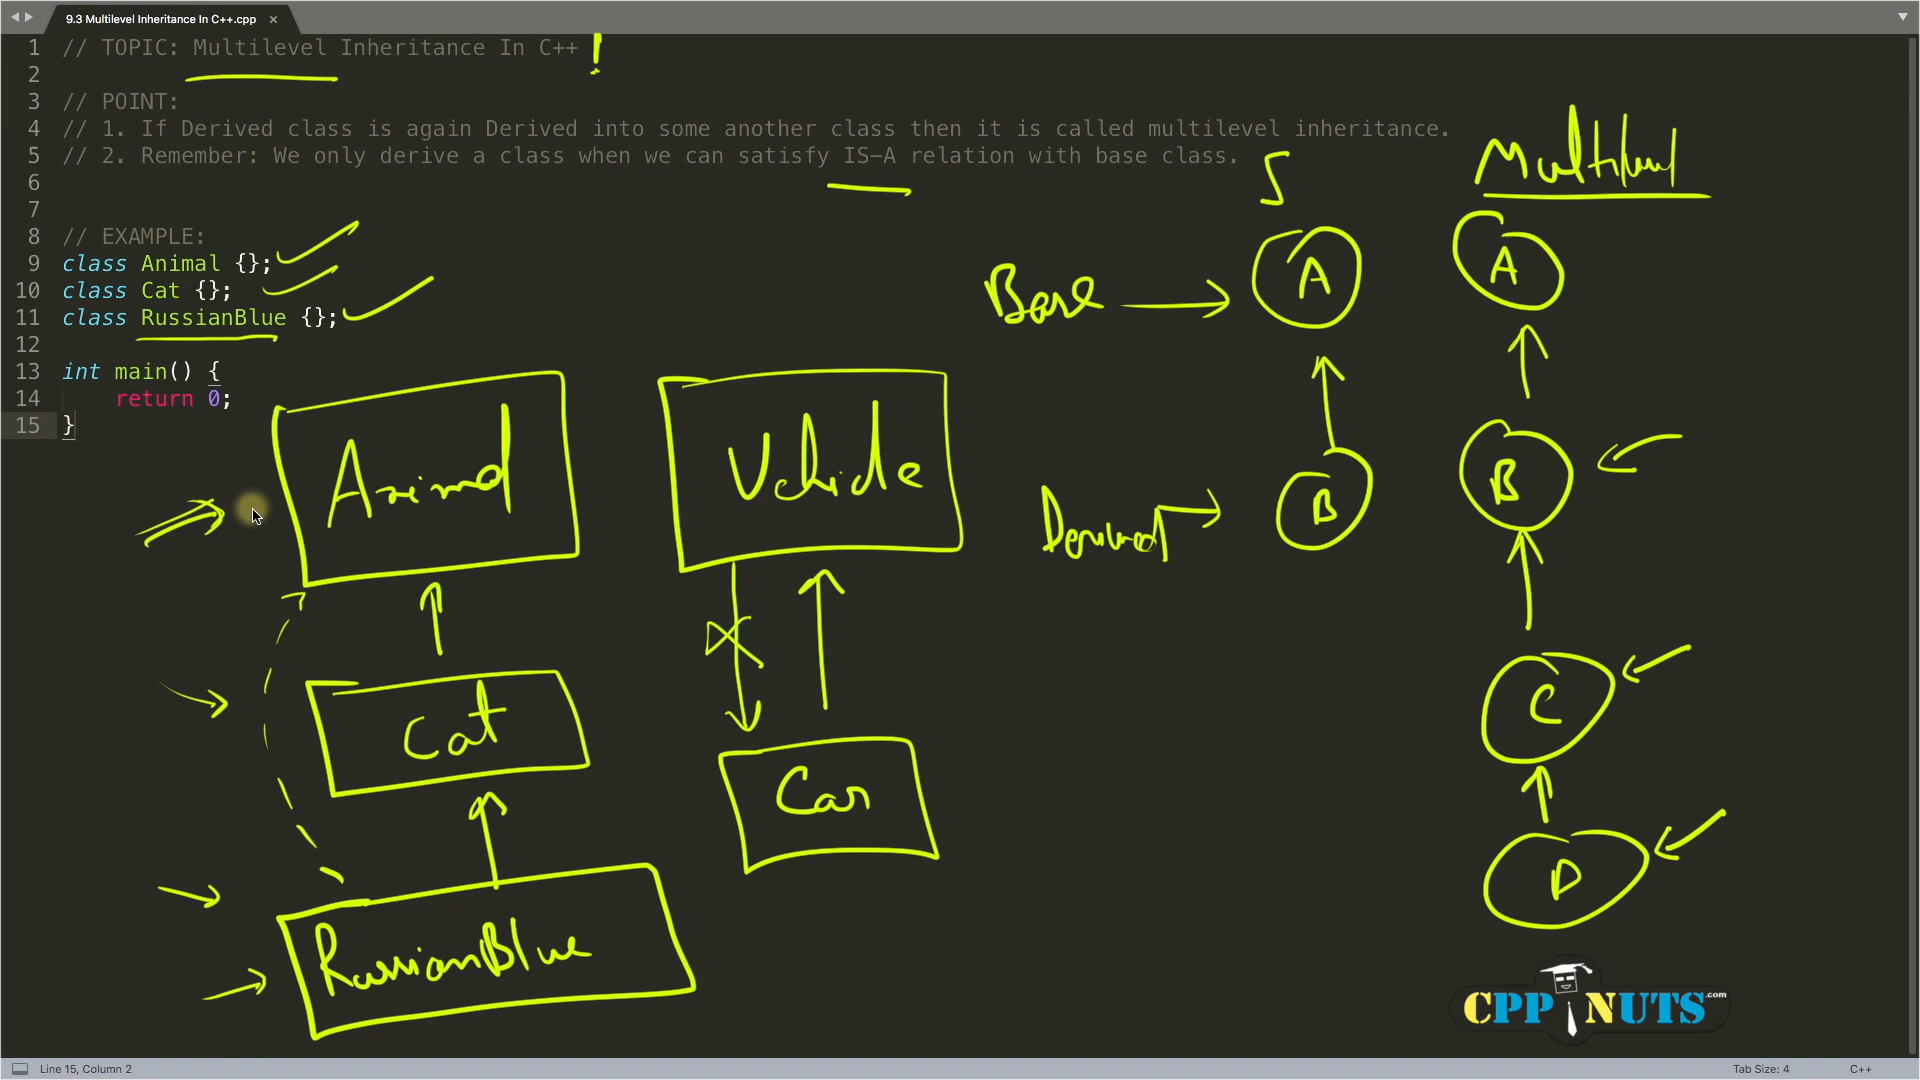 9.3 Multilevel Inheritance In C++.cpp ×
1 // TOPIC: Multilevel Inheritance In C++ !
2
3 // POINT:
4 // 1. If Derived class is again Derived into some another class then it is called multilevel inheritance.
5 // 2. Remember: We only derive a class when we can satisfy IS-A relation with base class.
6
7
8 // EXAMPLE:
9 class Animal {};
10 class Cat {};
11 class RussianBlue {};
12
13 int main() {
14 return 0;
15 }
S
Base
A
Derived
B
A
B
C
D
Animal
Cat
RussianBlue
Vehicle
Car
CPP NUTS.com
Line 15, Column 2
Tab Size: 4
C++